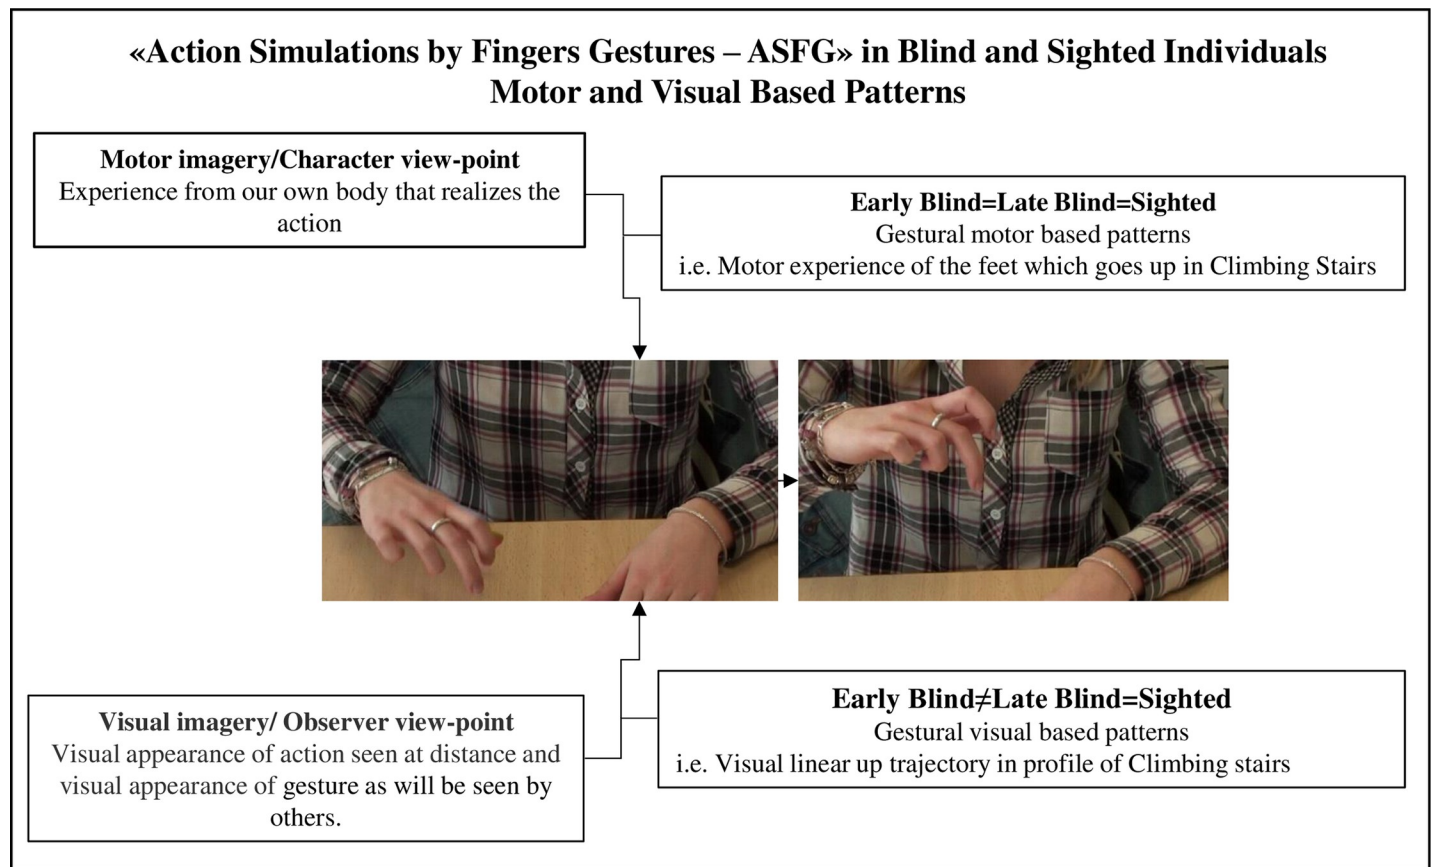 «Action Simulations by Fingers Gestures – ASFG» in Blind and Sighted Individuals
Motor and Visual Based Patterns
Motor imagery/Character view-point
Experience from our own body that realizes the
action
Early Blind=Late Blind=Sighted
Gestural motor based patterns
i.e. Motor experience of the feet which goes up in Climbing Stairs
Visual imagery/ Observer view-point
Visual appearance of action seen at distance and
visual appearance of gesture as will be seen by
others.
Early Blind≠Late Blind=Sighted
Gestural visual based patterns
i.e. Visual linear up trajectory in profile of Climbing stairs